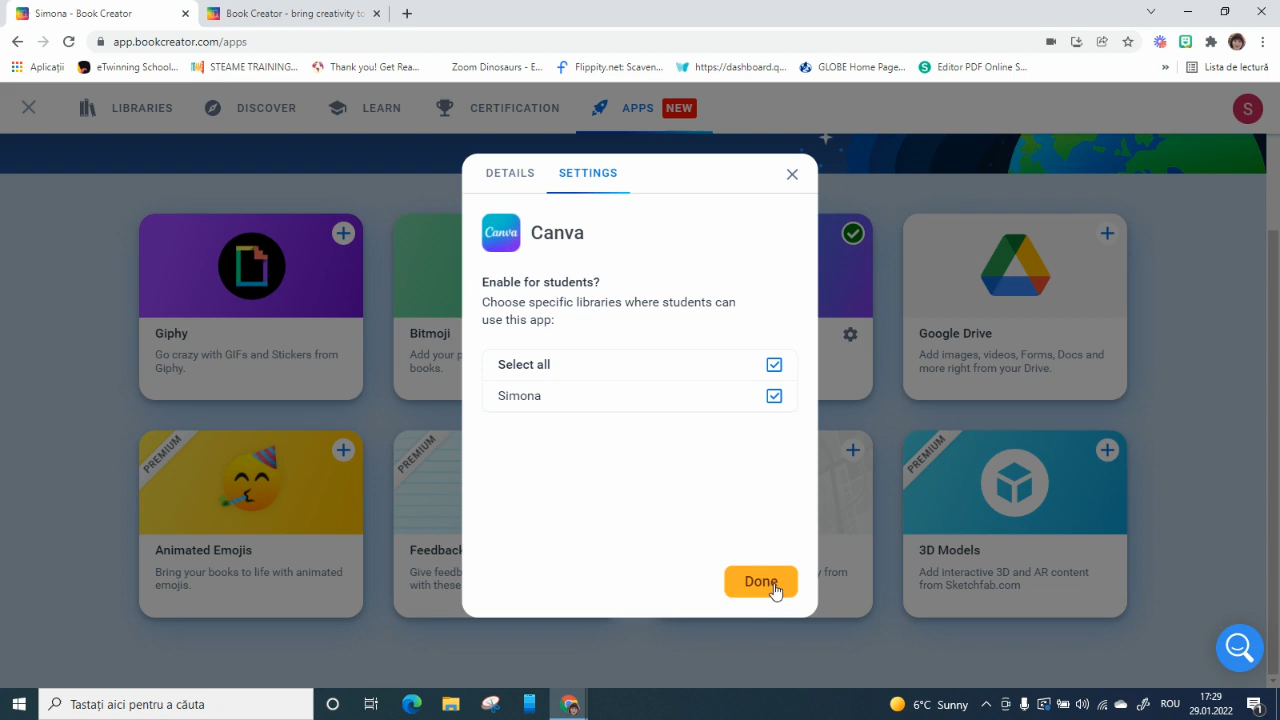 Simona - Book Creator
Book Creator - bring creativity to
app.bookcreator.com/apps
Aplicații
eTwinning School...
STEAME TRAINING...
Thank you! Get Rea...
Zoom Dinosaurs - E...
Flippity.net: Scaven...
https://dashboard.q...
GLOBE Home Page...
Editor PDF Online S...
»
Lista de lectură
LIBRARIES
DISCOVER
LEARN
CERTIFICATION
APPS NEW
S
DETAILS
SETTINGS
Canva
Canva
Enable for students?
Choose specific libraries where students can
use this app:
Select all
Simona
Done
Giphy
Go crazy with GIFs and Stickers from
Giphy.
Bitmoji
Add your p
books.
Google Drive
Add images, videos, Forms, Docs and
more right from your Drive.
PREMIUM
Animated Emojis
Bring your books to life with animated
emojis.
PREMIUM
Feedback
Give feedb
with these
y from
PREMIUM
3D Models
Add interactive 3D and AR content
from Sketchfab.com
Tastați aici pentru a căuta
6°C Sunny
ROU
17:29
29.01.2022
1